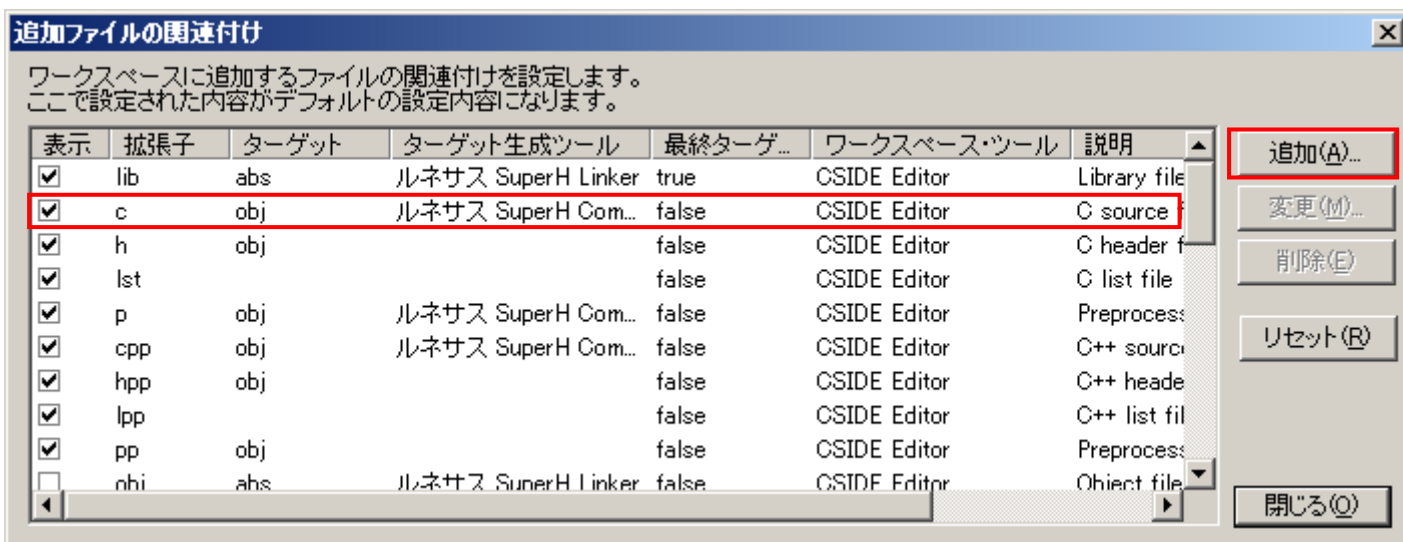 追加ファイルの関連付け
ワークスペースに追加するファイルの関連付けを設定します。
ここで設定された内容がデフォルトの設定内容になります。
表示 拡張子 ターゲット ターゲット生成ツール 最終ターゲ... ワークスペース・ツール 説明
lib abs ルネサス SuperH Linker true CSIDE Editor Library file
c obj ルネサス SuperH Com... false CSIDE Editor C source f
h obj false CSIDE Editor C header f
lst false CSIDE Editor C list file
p obj ルネサス SuperH Com... false CSIDE Editor Preprocess
cpp obj ルネサス SuperH Com... false CSIDE Editor C++ sourc
hpp obj false CSIDE Editor C++ heade
lpp false CSIDE Editor C++ list fil
pp obj false CSIDE Editor Preprocess
obj abs ルネサス SuperH Linker false CSIDE Editor Object file
追加(A)...
変更(M)...
削除(E)
リセット(R)
閉じる(O)